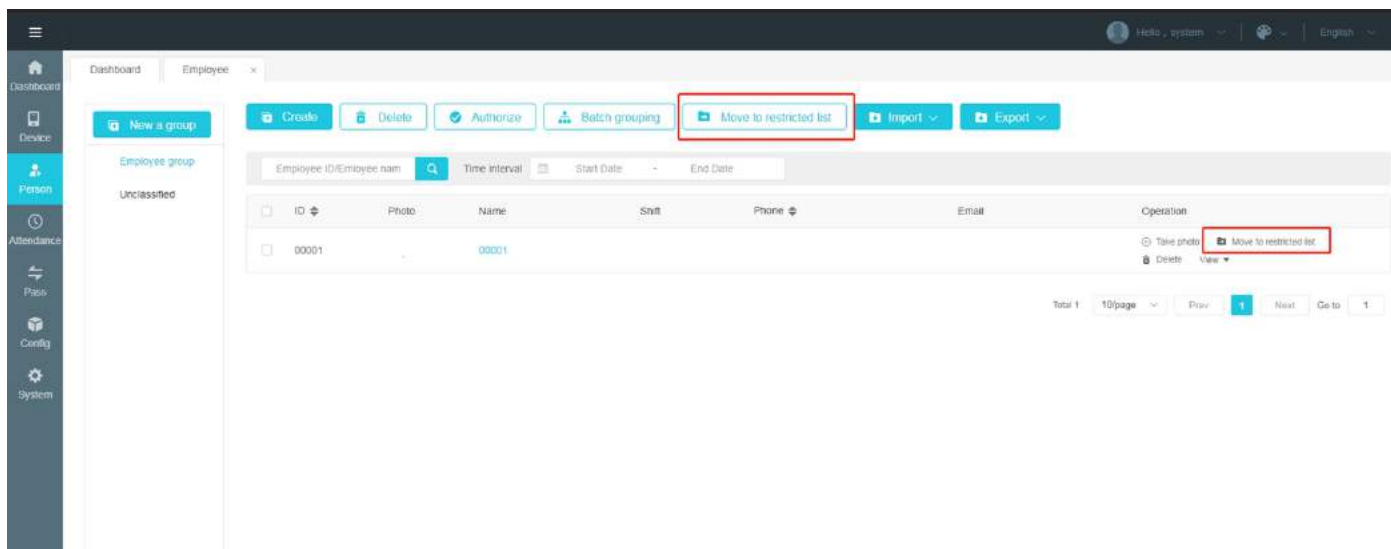 Hello , system English
Dashboard Employee ×
Dashboard
Device
Person
Attendance
Pass
Config
System
New a group
Employee group
Unclassified
Create Delete Authorize Batch grouping Move to restricted list Import Export
Employee ID/Emloyee nam Time interval Start Date - End Date
ID Photo Name Shift Phone Email Operation
00001 00001 Take photo Move to restricted list
Delete View
Total 1 10/page Prev 1 Next Go to 1